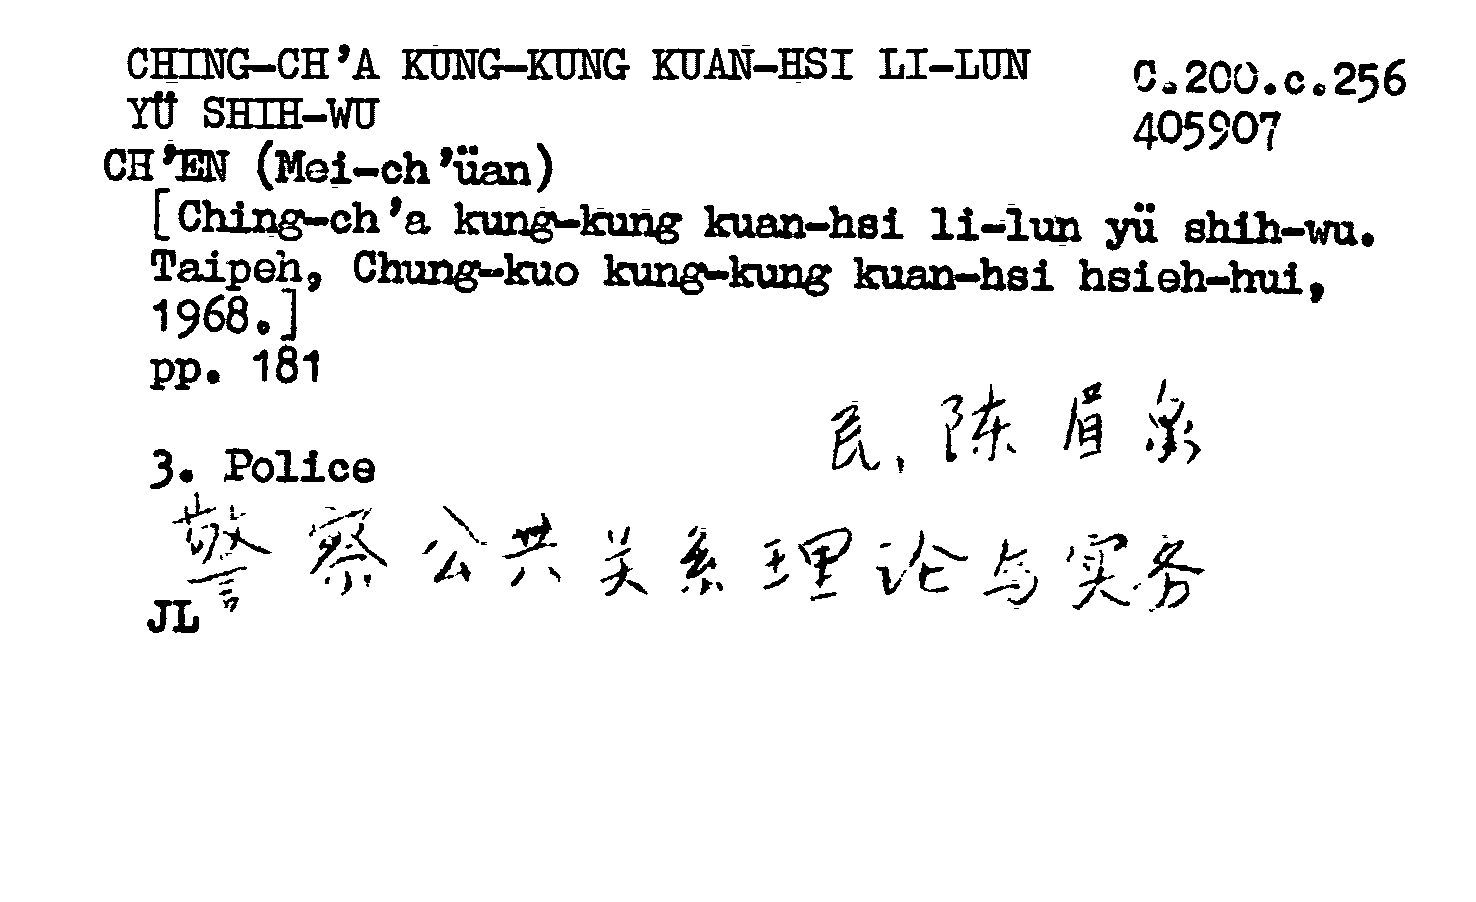 CHING-CH'A KUNG-KUNG KUAN-HSI LI-LUN
YÜ SHIH-WU
C.200.c.256
405907
CH'EN (Mei-ch'üan)
[Ching-ch'a kung-kung kuan-hsi li-lun yü shih-wu.
Taipeh, Chung-kuo kung-kung kuan-hsi hsieh-hui,
1968.]
pp. 181
民、陈眉泉
3. Police
警察公共关系理论与实务
JL